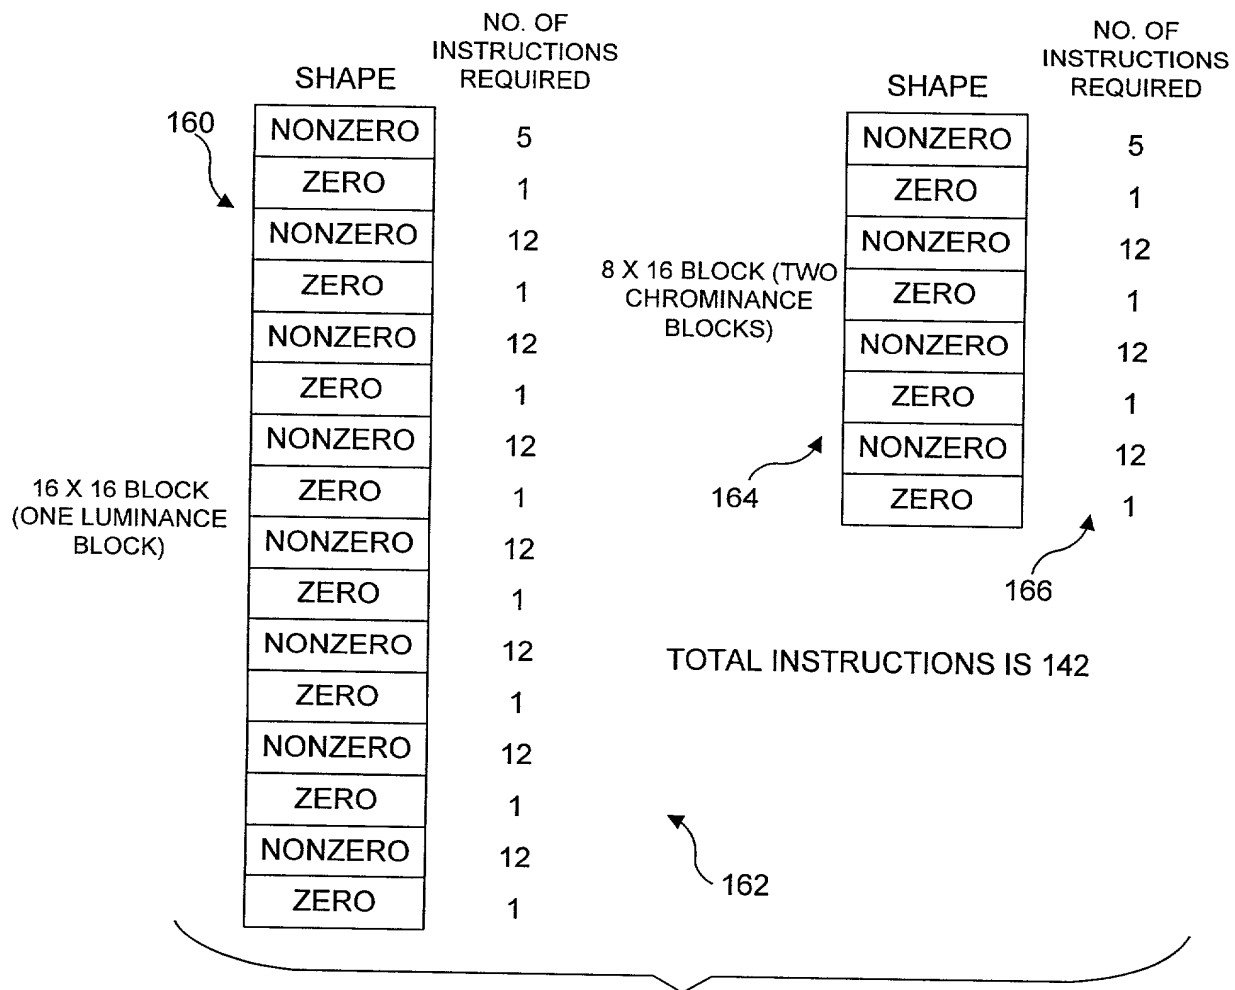 NO. OF
INSTRUCTIONS
REQUIRED
SHAPE
160
NONZERO 5
ZERO 1
NONZERO 12
ZERO 1
NONZERO 12
ZERO 1
NONZERO 12
ZERO 1
NONZERO 12
ZERO 1
NONZERO 12
ZERO 1
NONZERO 12
ZERO 1
NONZERO 12
ZERO 1
16 X 16 BLOCK
(ONE LUMINANCE
BLOCK)
162
NO. OF
INSTRUCTIONS
REQUIRED
SHAPE
NONZERO 5
ZERO 1
NONZERO 12
ZERO 1
NONZERO 12
ZERO 1
NONZERO 12
ZERO 1
8 X 16 BLOCK (TWO
CHROMINANCE
BLOCKS)
164
166
TOTAL INSTRUCTIONS IS 142